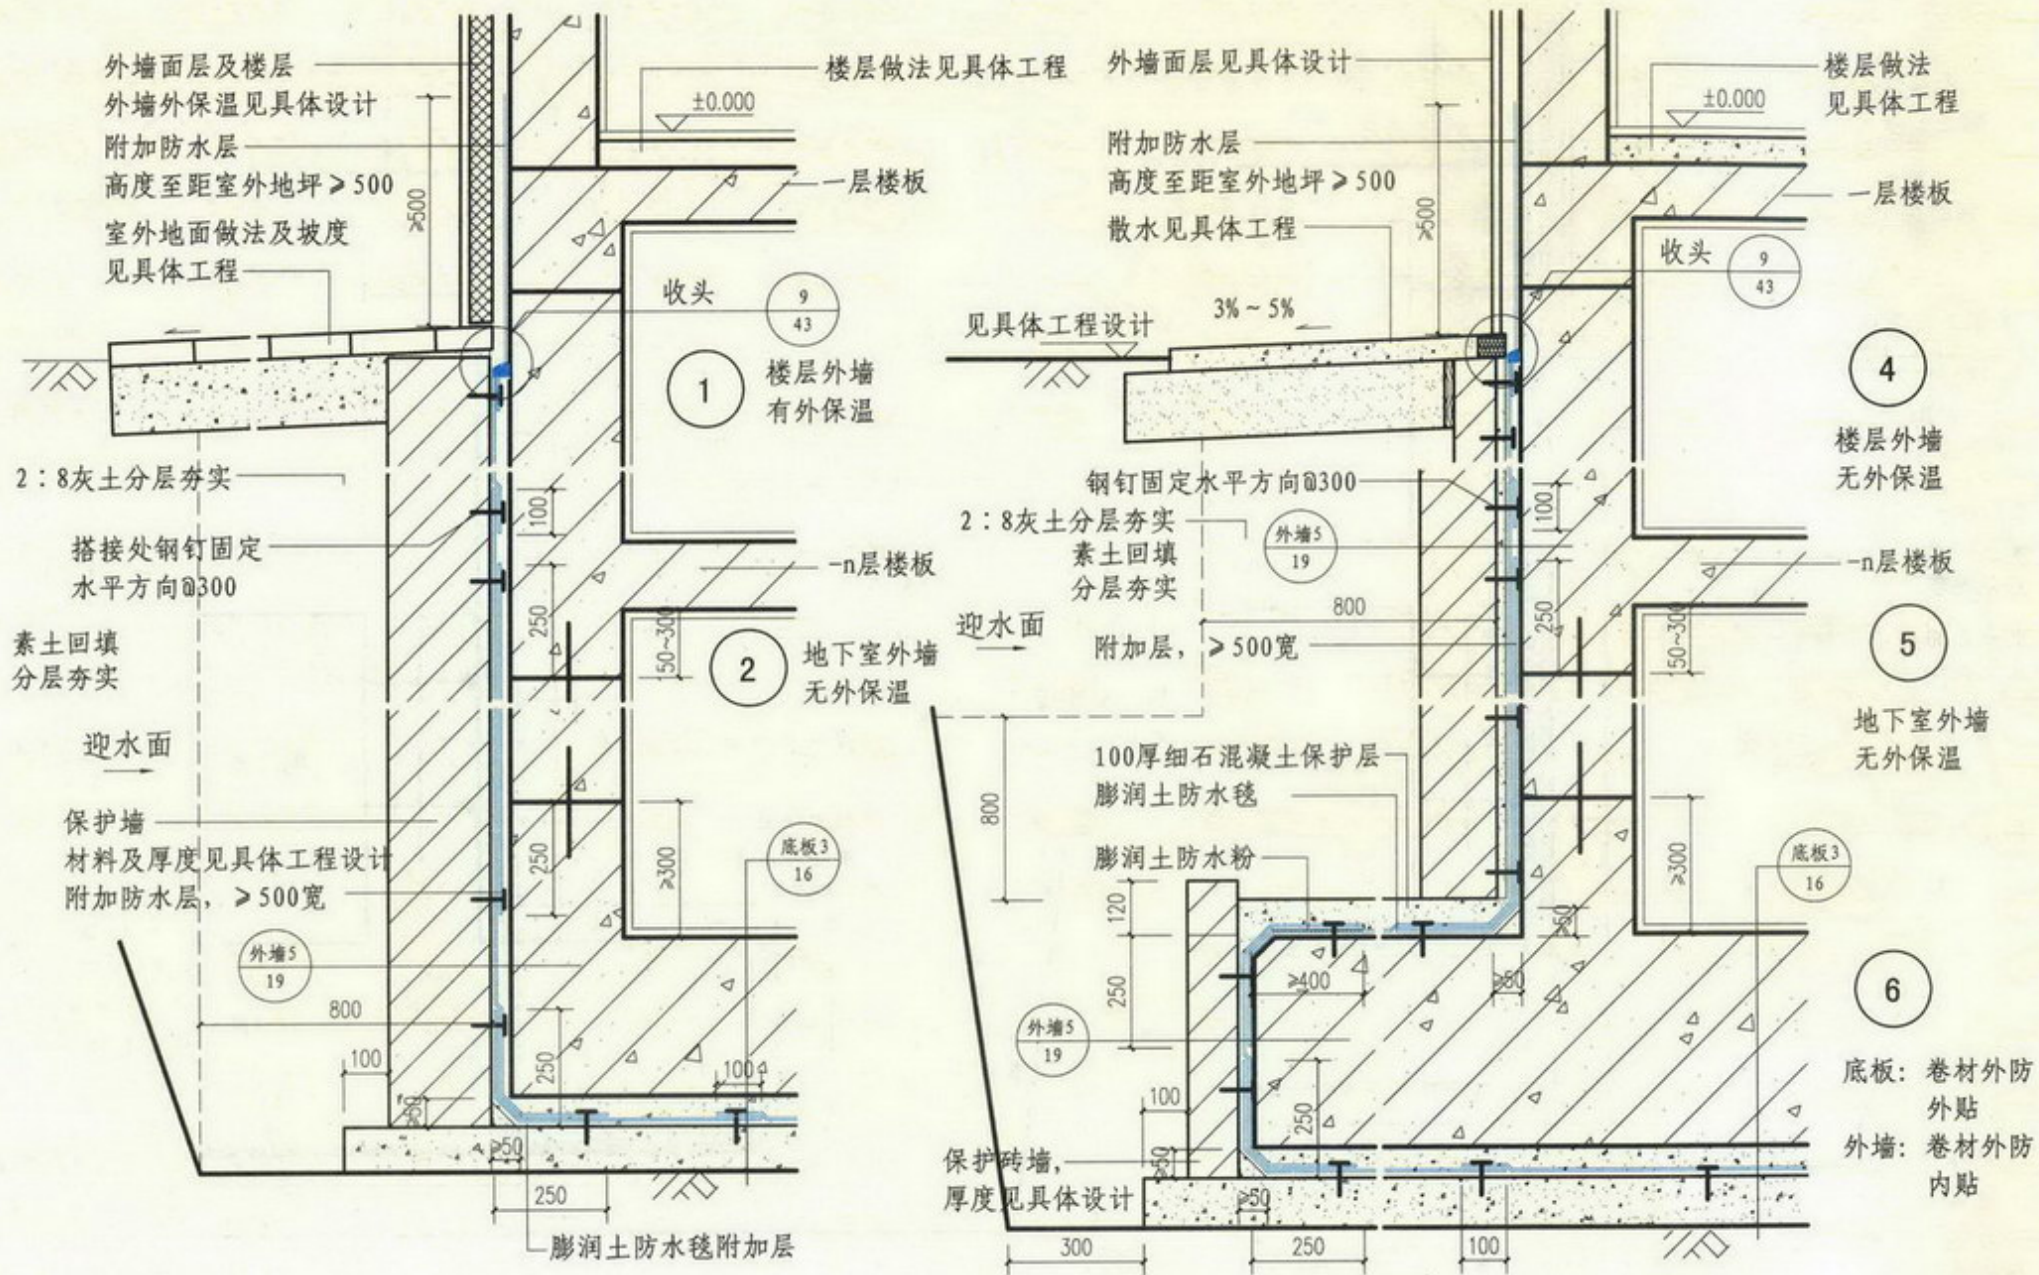 外墙面层及楼层
外墙外保温见具体设计
附加防水层
高度至距室外地坪≥500
室外地面做法及坡度
见具体工程
楼层做法见具体工程
±0.000
≥500
一层楼板
收头
9
43
1
楼层外墙
有外保温
2：8灰土分层夯实
搭接处钢钉固定
水平方向@300
100
-n层楼板
250
150~300
2
地下室外墙
无外保温
素土回填
分层夯实
迎水面
保护墙
材料及厚度见具体工程设计
附加防水层，≥500宽
250
≥300
底板3
16
外墙5
19
800
100
250
100
≥50
≥50
250
膨润土防水毯附加层
外墙面层见具体设计
附加防水层
高度至距室外地坪≥500
散水见具体工程
楼层做法
见具体工程
±0.000
≥500
一层楼板
收头
9
43
3%~5%
见具体工程设计
4
楼层外墙
无外保温
钢钉固定水平方向@300
2：8灰土分层夯实
素土回填
分层夯实
外墙5
19
100
-n层楼板
800
250
150~300
迎水面
附加层，≥500宽
5
地下室外墙
无外保温
100厚细石混凝土保护层
膨润土防水毯
膨润土防水粉
800
≥300
底板3
16
120
≥50
250
≥400
≥50
6
外墙5
19
底板：卷材外防
外贴
外墙：卷材外防
内贴
100
250
保护砖墙，
厚度见具体设计
≥50
≥50
300
250
100